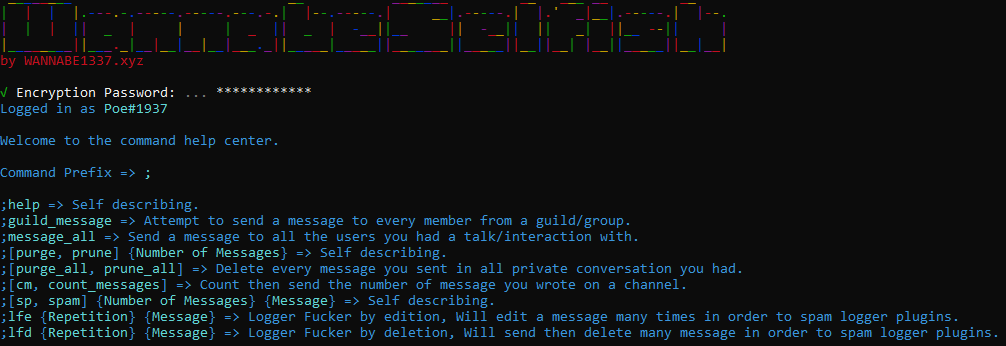 by WANNABE1337.xyz
√ Encryption Password: ... ************
Logged in as Poe#1937
Welcome to the command help center.
Command Prefix => ;
;help => Self describing.
;guild_message => Attempt to send a message to every member from a guild/group.
;message_all => Send a message to all the users you had a talk/interaction with.
;[purge, prune] {Number of Messages} => Self describing.
;[purge_all, prune_all] => Delete every message you sent in all private conversation you had.
;[cm, count_messages] => Count then send the number of message you wrote on a channel.
;[sp, spam] {Number of Messages} {Message} => Self describing.
;lfe {Repetition} {Message} => Logger Fucker by edition, Will edit a message many times in order to spam logger plugins.
;lfd {Repetition} {Message} => Logger Fucker by deletion, Will send then delete many message in order to spam logger plugins.